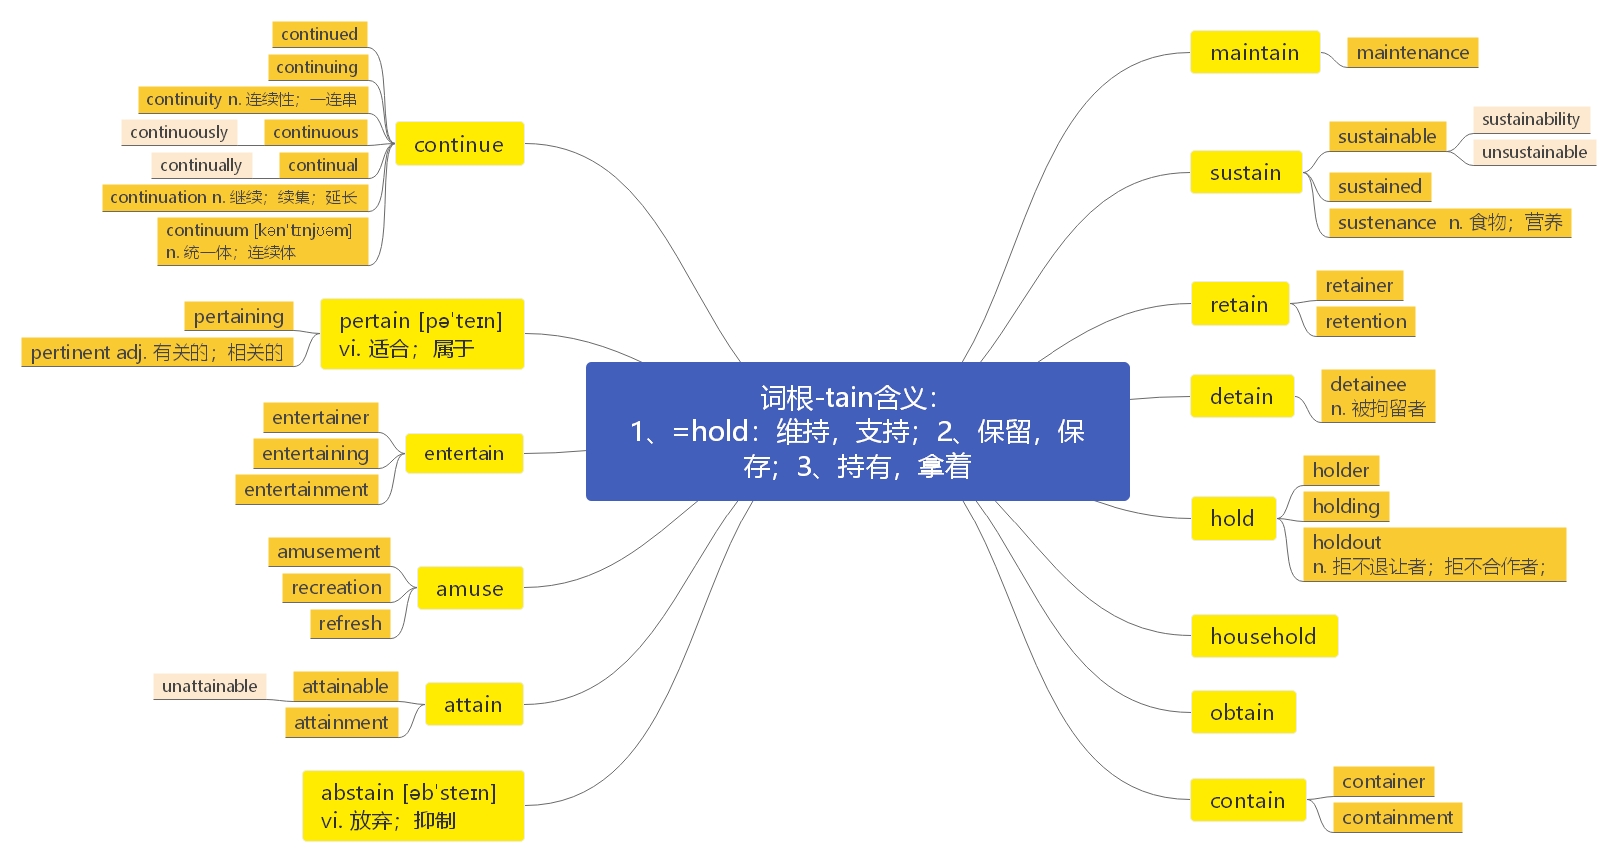 词根-tain含义：
1、=hold：维持，支持；2、保留，保
存；3、持有，拿着
maintain
maintenance
sustain
sustainable
sustainability
unsustainable
sustained
sustenance n. 食物；营养
retain
retainer
retention
detain
detainee
n. 被拘留者
hold
holder
holding
holdout
n. 拒不退让者；拒不合作者；
household
obtain
contain
container
containment
continue
continued
continuing
continuity n. 连续性；一连串
continuous
continuously
continual
continually
continuation n. 继续；续集；延长
continuum [kənˈtɪnjʊəm]
n. 统一体；连续体
pertain [pəˈteɪn]
vi. 适合；属于
pertaining
pertinent adj. 有关的；相关的
entertain
entertainer
entertaining
entertainment
amuse
amusement
recreation
refresh
attain
attainable
unattainable
attainment
abstain [əbˈsteɪn]
vi. 放弃；抑制